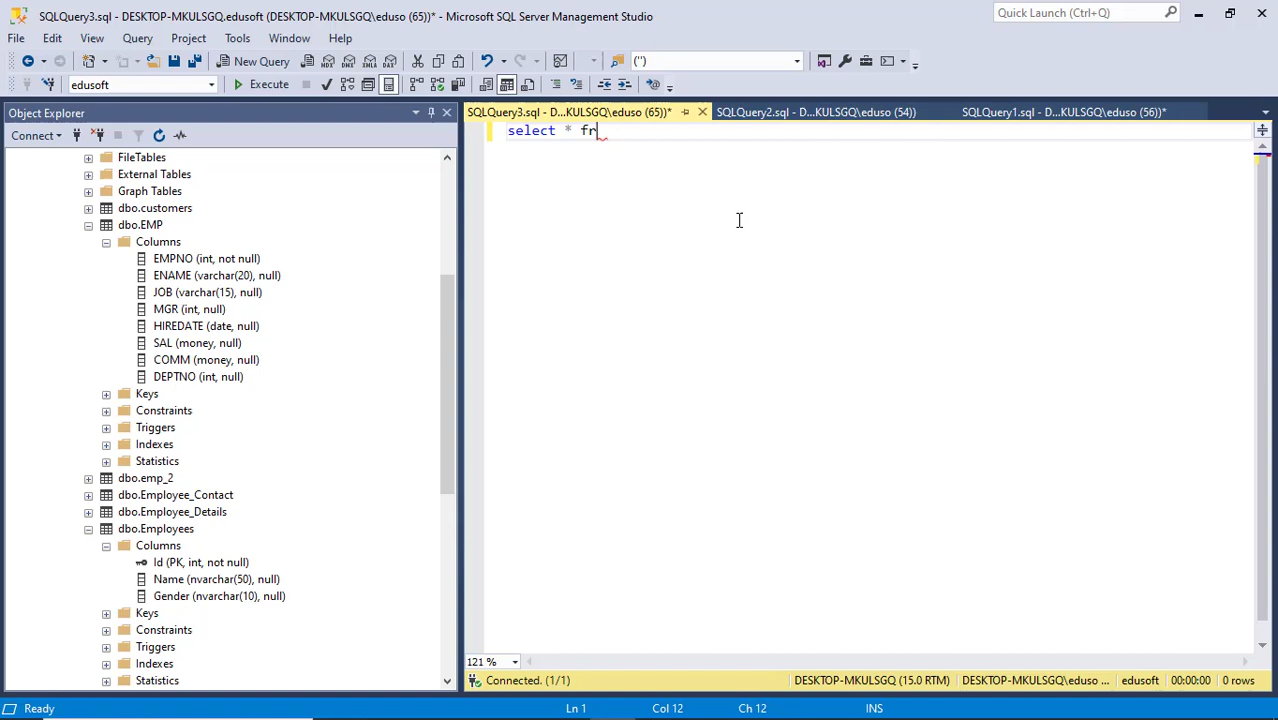 SQLQuery3.sql - DESKTOP-MKULSGQ.edusoft (DESKTOP-MKULSGQ\eduso (65))* - Microsoft SQL Server Management Studio
Quick Launch (Ctrl+Q)
File Edit View Query Project Tools Window Help
New Query
MDX DMX XMLA DAX
(")
edusoft
Execute
Object Explorer
SQLQuery3.sql - D...KULSGQ\eduso (65))*
SQLQuery2.sql - D...KULSGQ\eduso (54))
SQLQuery1.sql - D...KULSGQ\eduso (56))*
Connect
select * fr
FileTables
External Tables
Graph Tables
dbo.customers
dbo.EMP
Columns
EMPNO (int, not null)
ENAME (varchar(20), null)
JOB (varchar(15), null)
MGR (int, null)
HIREDATE (date, null)
SAL (money, null)
COMM (money, null)
DEPTNO (int, null)
Keys
Constraints
Triggers
Indexes
Statistics
dbo.emp_2
dbo.Employee_Contact
dbo.Employee_Details
dbo.Employees
Columns
Id (PK, int, not null)
Name (nvarchar(50), null)
Gender (nvarchar(10), null)
Keys
Constraints
Triggers
Indexes
Statistics
121 %
Connected. (1/1)
DESKTOP-MKULSGQ (15.0 RTM)
DESKTOP-MKULSGQ\eduso ...
edusoft
00:00:00
0 rows
Ready
Ln 1
Col 12
Ch 12
INS